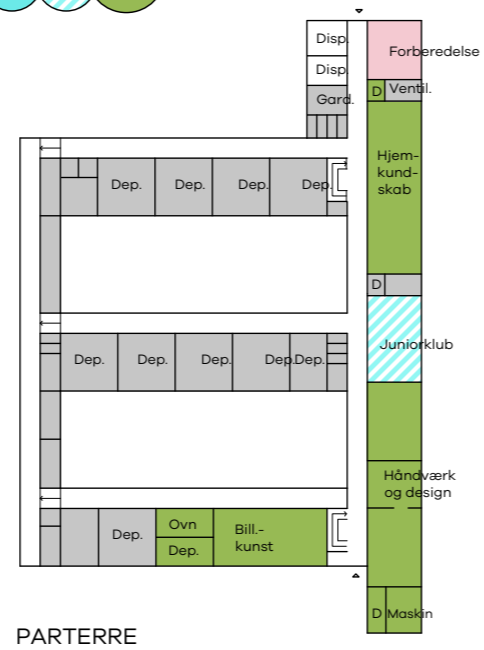 Disp.
Forberedelse
Disp.
D
Ventil.
Gard.
Hjem-
kund-
skab
Dep.
Dep.
Dep.
Dep.
D
Juniorklub
Dep.
Dep.
Dep.
Dep.
Dep.
Håndværk
og design
Ovn
Dep.
Dep.
Bill.-
kunst
D
Maskin
PARTERRE